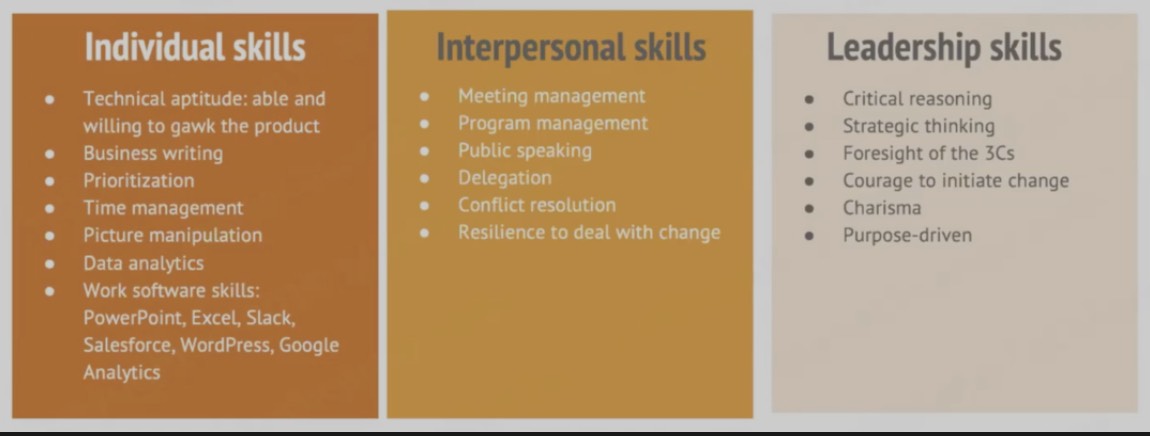 Individual skills
● Technical aptitude: able and
willing to gawk the product
● Business writing
● Prioritization
● Time management
● Picture manipulation
● Data analytics
● Work software skills:
PowerPoint, Excel, Slack,
Salesforce, WordPress, Google
Analytics
Interpersonal skills
● Meeting management
● Program management
● Public speaking
● Delegation
● Conflict resolution
● Resilience to deal with change
Leadership skills
● Critical reasoning
● Strategic thinking
● Foresight of the 3Cs
● Courage to initiate change
● Charisma
● Purpose-driven